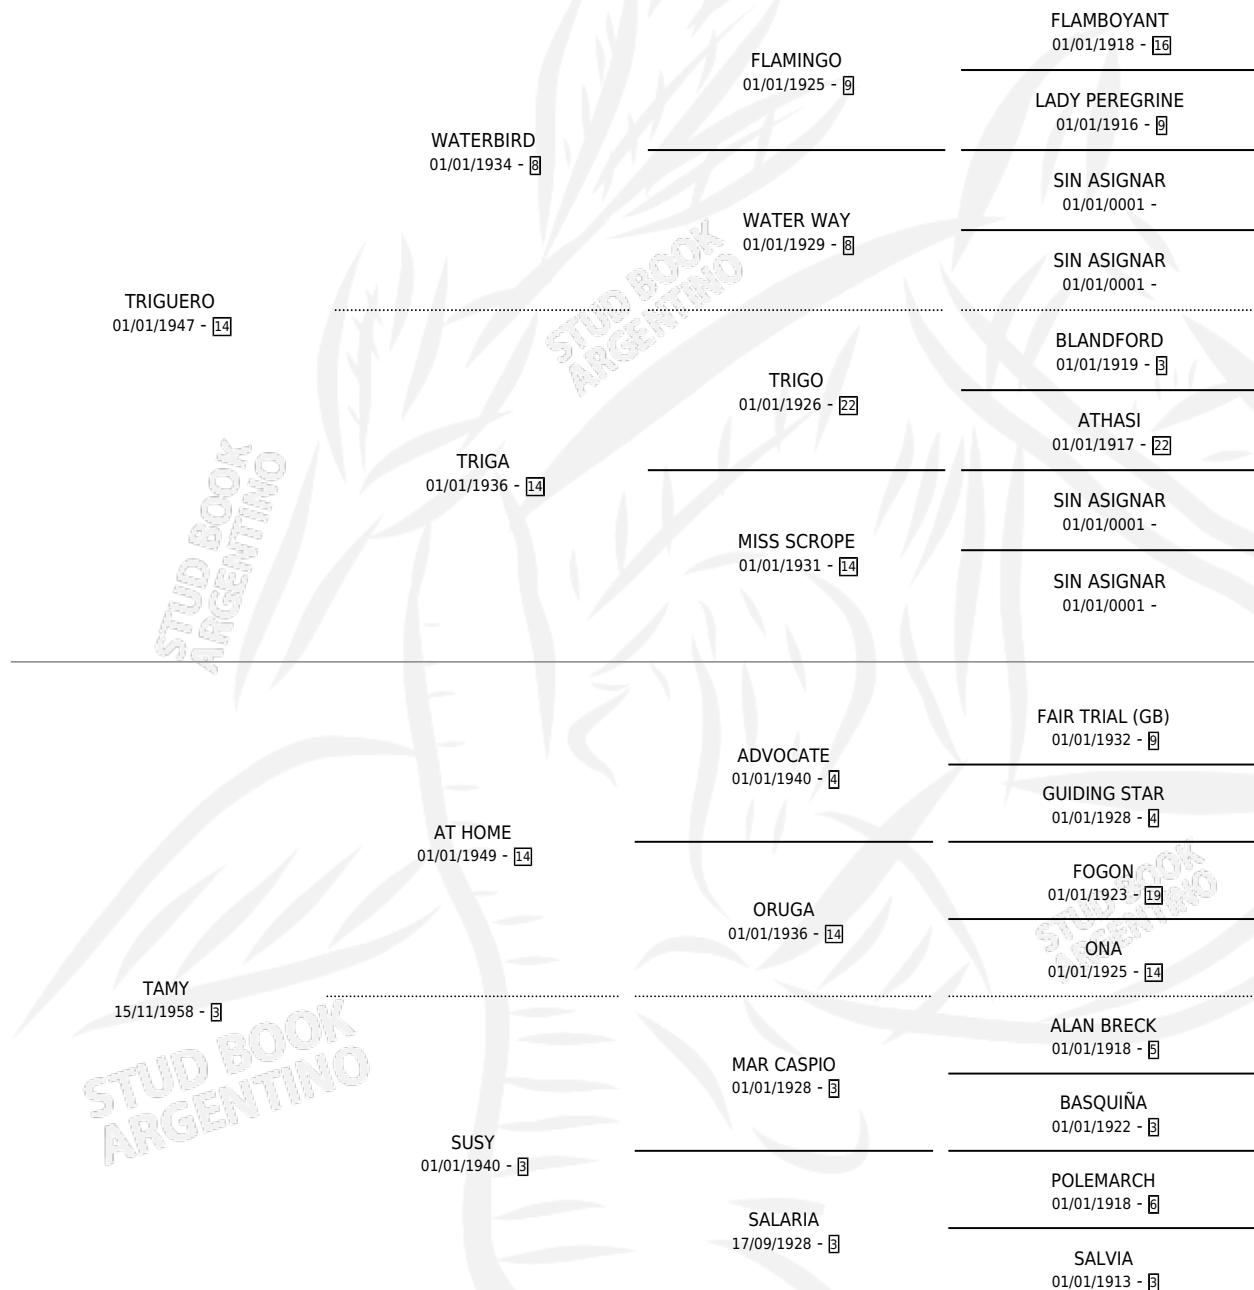 FLAMBOYANT
01/01/1918 - 16
FLAMINGO
01/01/1925 - 9
LADY PEREGRINE
01/01/1916 - 9
WATERBIRD
01/01/1934 - 8
SIN ASIGNAR
01/01/0001 -
WATER WAY
01/01/1929 - 8
SIN ASIGNAR
01/01/0001 -
TRIGUERO
01/01/1947 - 14
BLANDFORD
01/01/1919 - 3
TRIGO
01/01/1926 - 22
ATHASI
01/01/1917 - 22
TRIGA
01/01/1936 - 14
SIN ASIGNAR
01/01/0001 -
MISS SCROPE
01/01/1931 - 14
SIN ASIGNAR
01/01/0001 -
FAIR TRIAL (GB)
01/01/1932 - 9
ADVOCATE
01/01/1940 - 4
GUIDING STAR
01/01/1928 - 4
AT HOME
01/01/1949 - 14
FOGON
01/01/1923 - 19
ORUGA
01/01/1936 - 14
ONA
01/01/1925 - 14
TAMY
15/11/1958 - 3
ALAN BRECK
01/01/1918 - 5
MAR CASPIO
01/01/1928 - 3
BASQUIÑA
01/01/1922 - 3
SUSY
01/01/1940 - 3
POLEMARCH
01/01/1918 - 6
SALARIA
17/09/1928 - 3
SALVIA
01/01/1913 - 3
STUD BOOK
ARGENTINO
STUD BOOK
ARGENTINO
STUD BOOK
ARGENTINO
STUD BOOK
ARGENTINO